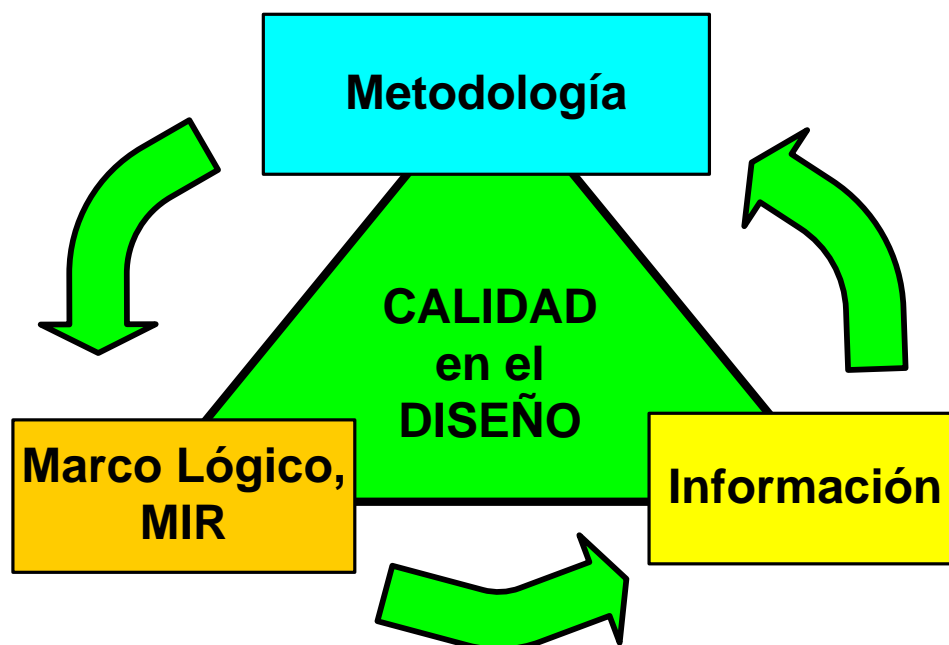 Metodología
CALIDAD
en el
DISEÑO
Marco Lógico,
MIR
Información